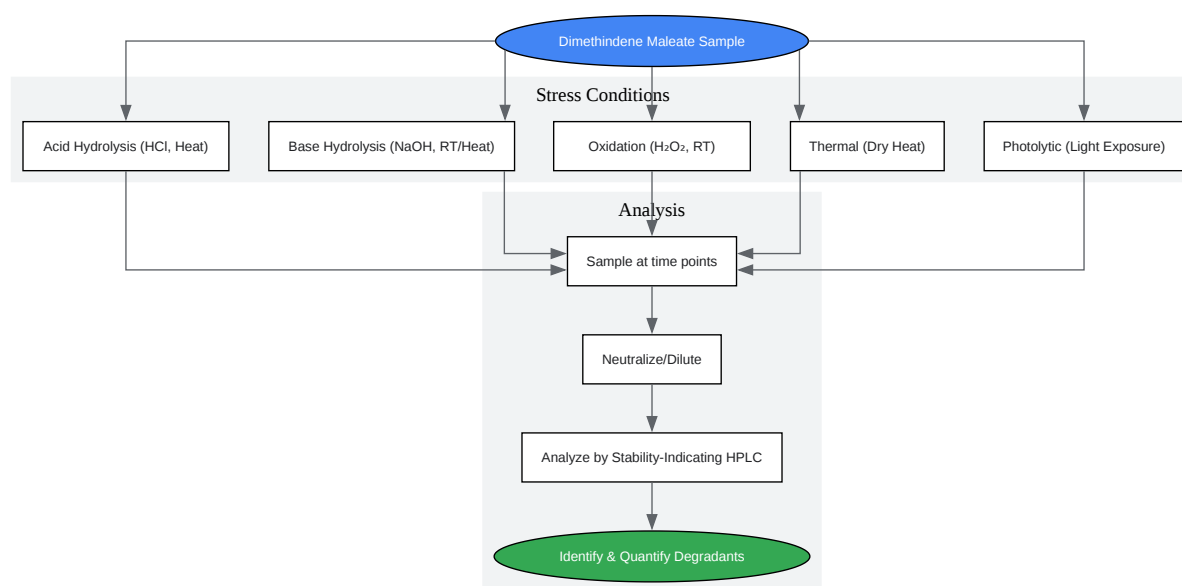 Dimethindene Maleate Sample
Stress Conditions
Acid Hydrolysis (HCl, Heat)
Base Hydrolysis (NaOH, RT/Heat)
Oxidation (H₂O₂, RT)
Thermal (Dry Heat)
Photolytic (Light Exposure)
Analysis
Sample at time points
Neutralize/Dilute
Analyze by Stability-Indicating HPLC
Identify & Quantify Degradants